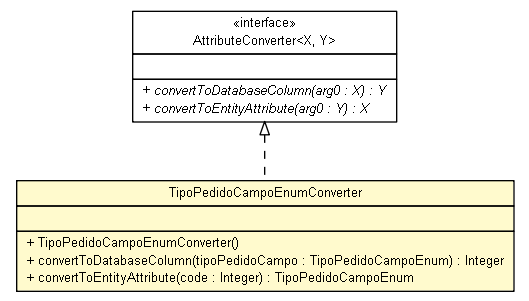 «interface»
AttributeConverter<X, Y>
+ convertToDatabaseColumn(arg0 : X) : Y
+ convertToEntityAttribute(arg0 : Y) : X
TipoPedidoCampoEnumConverter
+ TipoPedidoCampoEnumConverter()
+ convertToDatabaseColumn(tipoPedidoCampo : TipoPedidoCampoEnum) : Integer
+ convertToEntityAttribute(code : Integer) : TipoPedidoCampoEnum